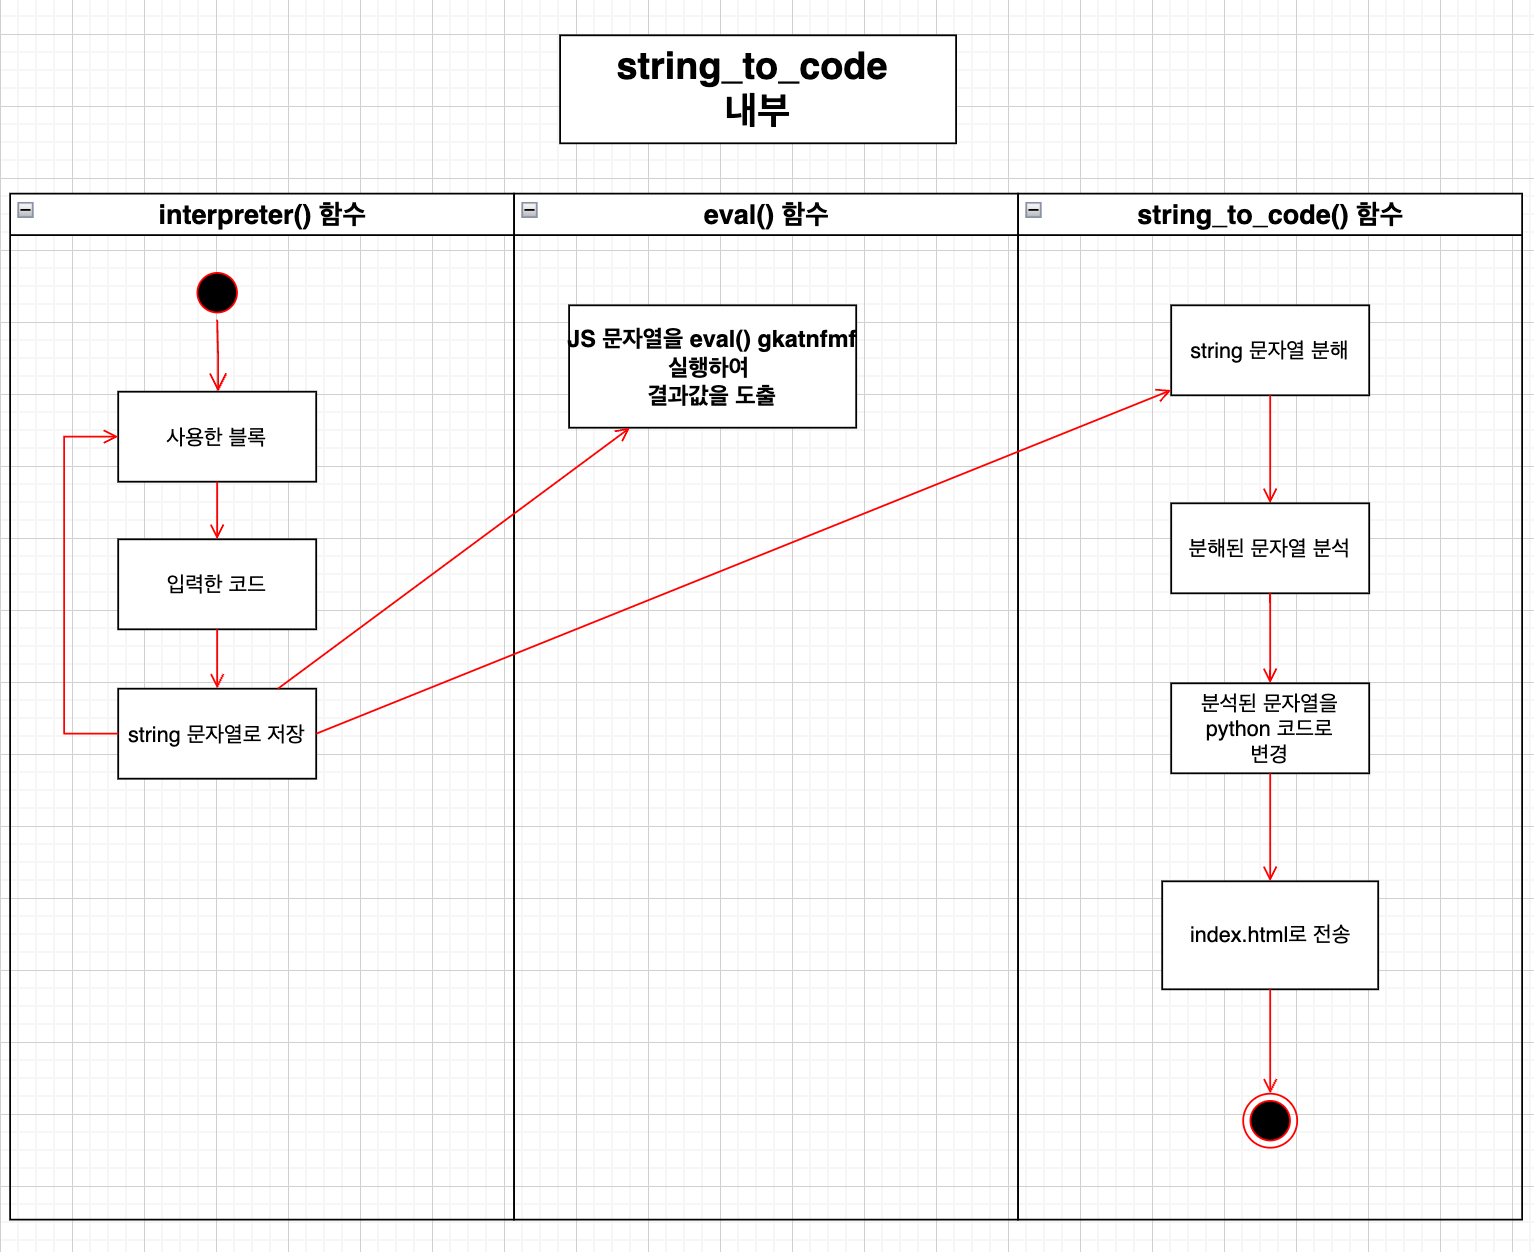 string_to_code
내부
interpreter() 함수
eval() 함수
string_to_code() 함수
사용한 블록
입력한 코드
string 문자열로 저장
JS 문자열을 eval() gkatnfmf
실행하여
결과값을 도출
string 문자열 분해
분해된 문자열 분석
분석된 문자열을
python 코드로
변경
index.html로 전송